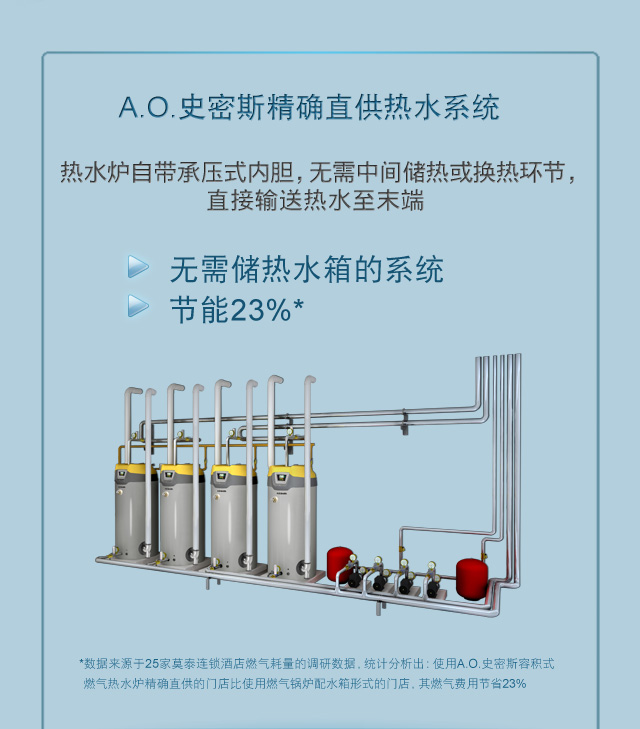 A.O.史密斯精确直供热水系统
热水炉自带承压式内胆，无需中间储热或换热环节，
直接输送热水至末端
无需储热水箱的系统
节能23%*
*数据来源于25家莫泰连锁酒店燃气耗量的调研数据，统计分析出：使用A.O.史密斯容积式
燃气热水炉精确直供的门店比使用燃气锅炉配水箱形式的门店，其燃气费用节省23%